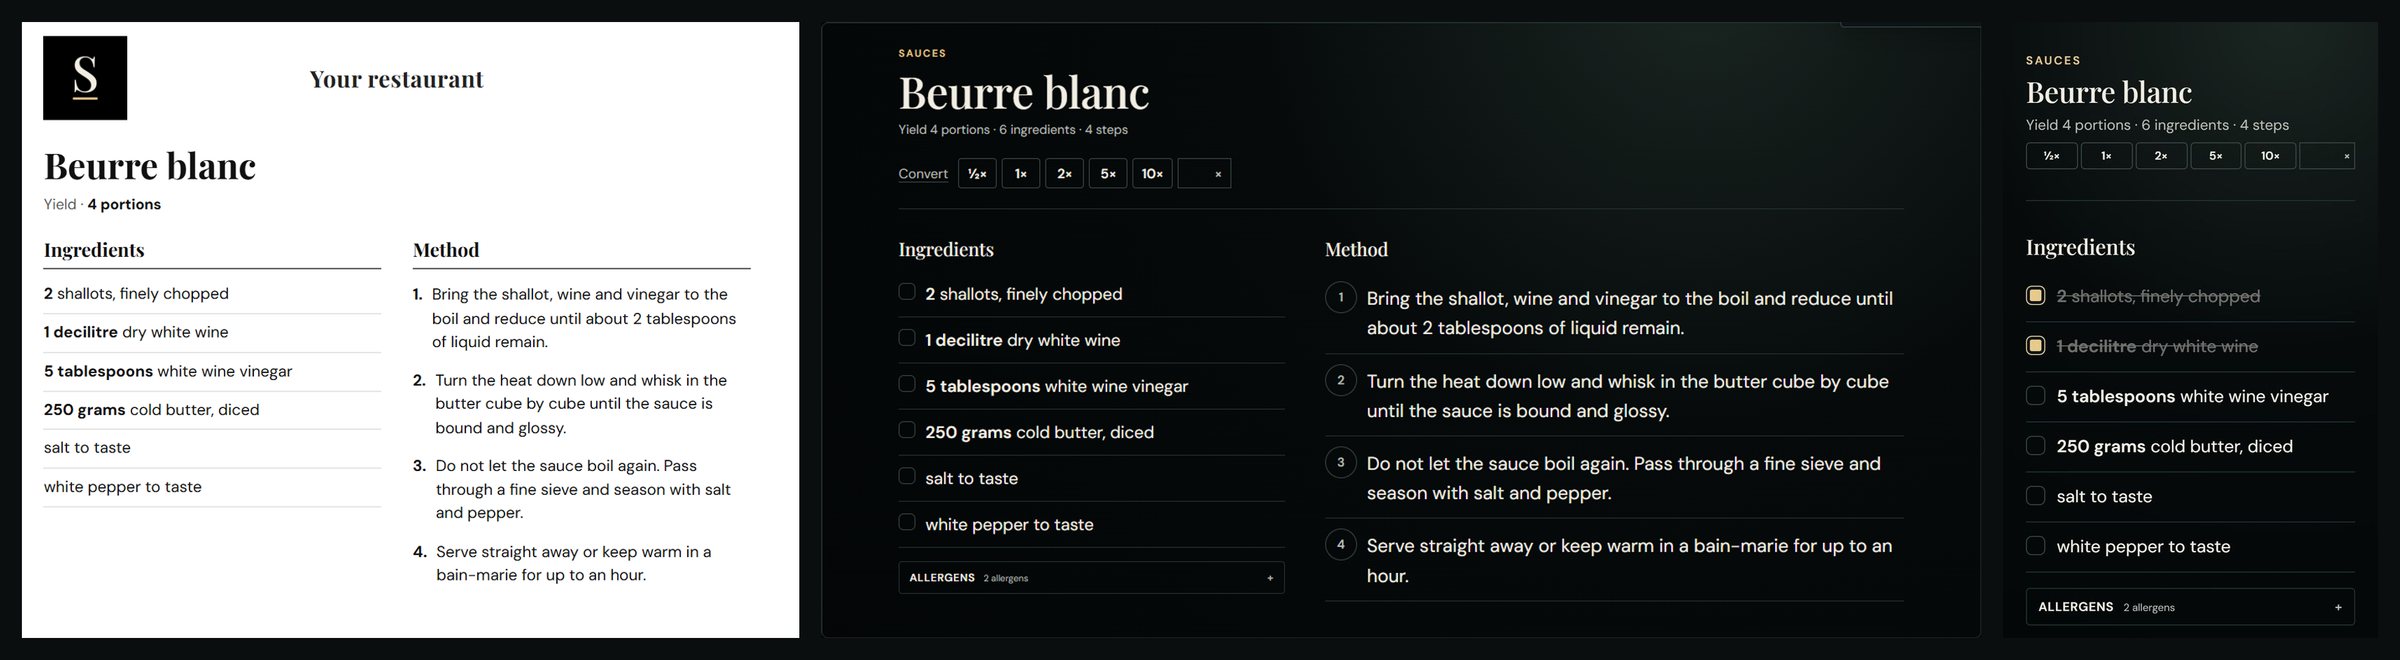 S
Your restaurant
Beurre blanc
Yield · 4 portions
Ingredients
2 shallots, finely chopped
1 decilitre dry white wine
5 tablespoons white wine vinegar
250 grams cold butter, diced
salt to taste
white pepper to taste
Method
1. Bring the shallot, wine and vinegar to the
boil and reduce until about 2 tablespoons
of liquid remain.
2. Turn the heat down low and whisk in the
butter cube by cube until the sauce is
bound and glossy.
3. Do not let the sauce boil again. Pass
through a fine sieve and season with salt
and pepper.
4. Serve straight away or keep warm in a
bain-marie for up to an hour.
SAUCES
Beurre blanc
Yield 4 portions · 6 ingredients · 4 steps
Convert ½× 1× 2× 5× 10× ×
Ingredients
2 shallots, finely chopped
1 decilitre dry white wine
5 tablespoons white wine vinegar
250 grams cold butter, diced
salt to taste
white pepper to taste
ALLERGENS 2 allergens +
Method
1 Bring the shallot, wine and vinegar to the boil and reduce until
about 2 tablespoons of liquid remain.
2 Turn the heat down low and whisk in the butter cube by cube
until the sauce is bound and glossy.
3 Do not let the sauce boil again. Pass through a fine sieve and
season with salt and pepper.
4 Serve straight away or keep warm in a bain-marie for up to an
hour.
SAUCES
Beurre blanc
Yield 4 portions · 6 ingredients · 4 steps
½× 1× 2× 5× 10× ×
Ingredients
2 shallots, finely chopped
1 decilitre dry white wine
5 tablespoons white wine vinegar
250 grams cold butter, diced
salt to taste
white pepper to taste
ALLERGENS 2 allergens +